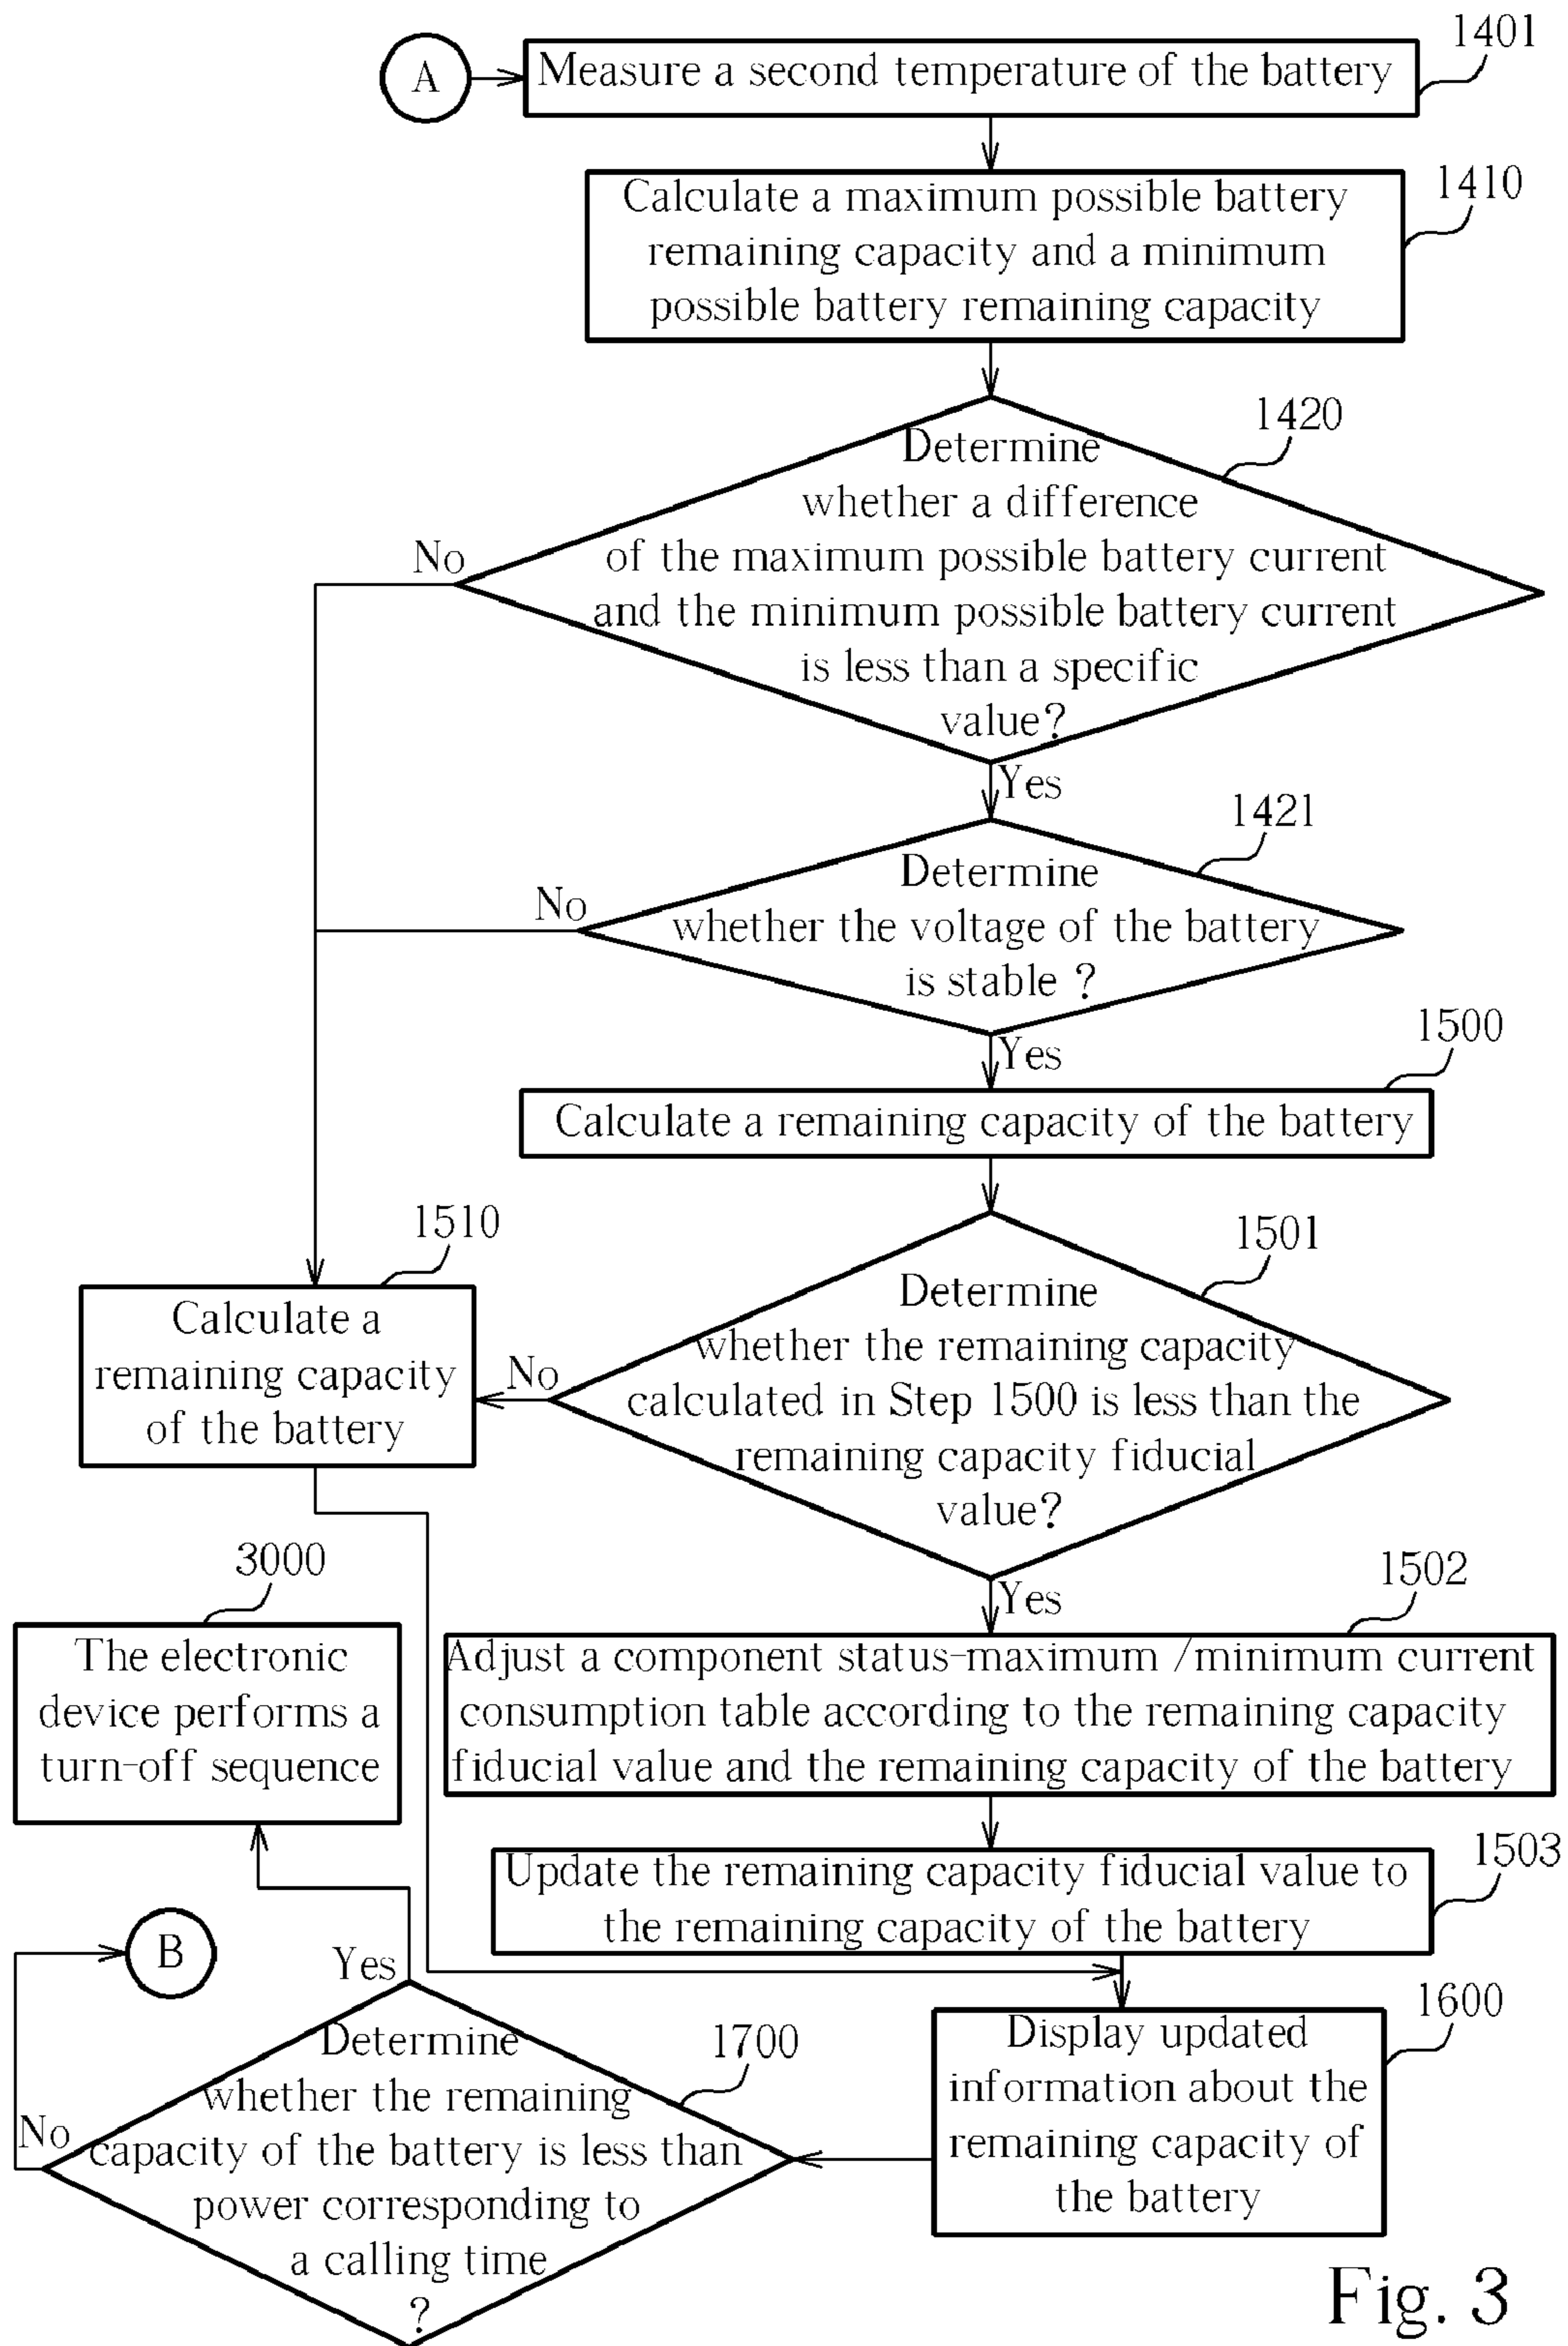 1401
A
Measure a second temperature of the battery
1410
Calculate a maximum possible battery
remaining capacity and a minimum
possible battery remaining capacity
1420
Determine
whether a difference
of the maximum possible battery current
and the minimum possible battery current
is less than a specific
value?
No
Yes
1421
Determine
whether the voltage of the battery
is stable ?
No
Yes
1500
Calculate a remaining capacity of the battery
1510
Calculate a
remaining capacity
of the battery
1501
Determine
whether the remaining capacity
calculated in Step 1500 is less than the
remaining capacity fiducial
value?
No
Yes
3000
The electronic
device performs a
turn-off sequence
1502
Adjust a component status-maximum /minimum current
consumption table according to the remaining capacity
fiducial value and the remaining capacity of the battery
1503
Update the remaining capacity fiducial value to
the remaining capacity of the battery
B
Yes
1600
Display updated
information about the
remaining capacity of
the battery
1700
Determine
whether the remaining
capacity of the battery is less than
power corresponding to
a calling time
?
No
Fig. 3